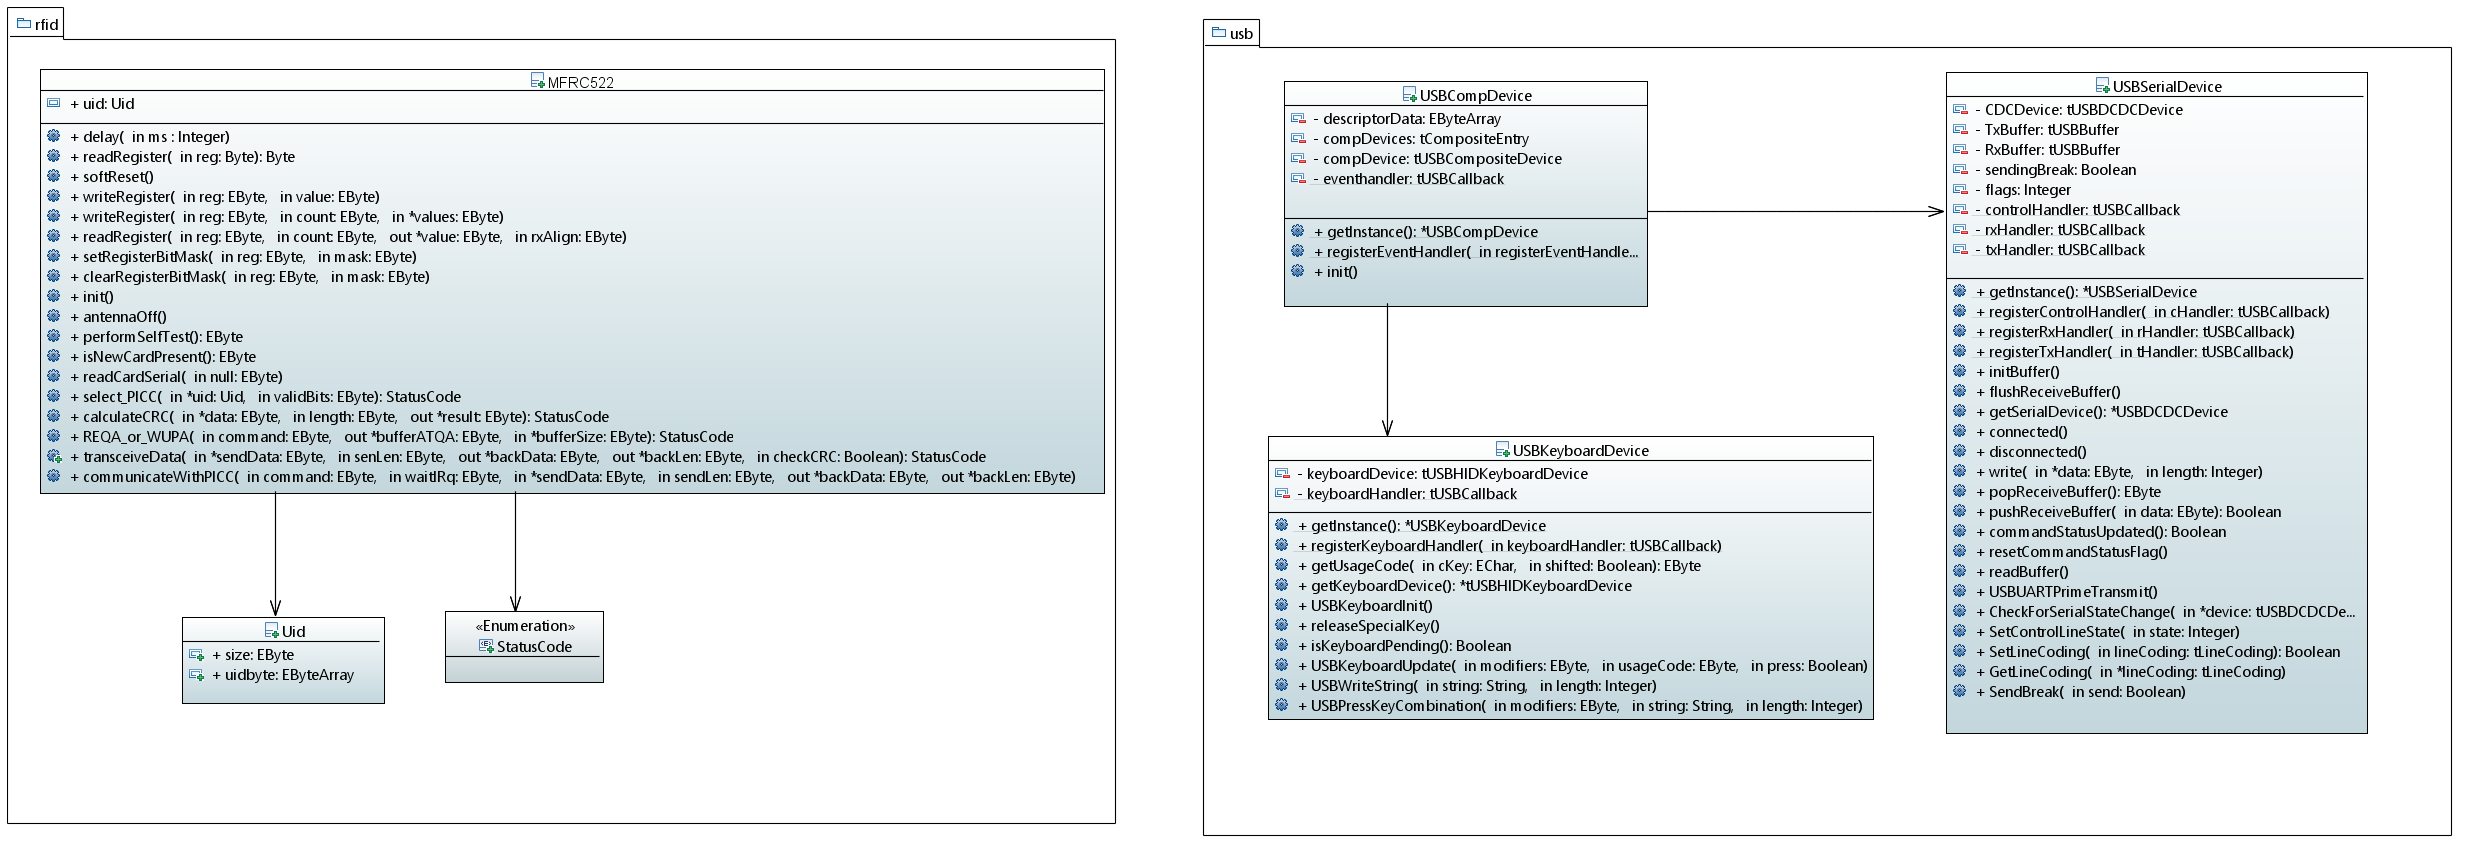 rfid
MFRC522
+ uid: Uid
+ delay( in ms : Integer)
+ readRegister( in reg: Byte): Byte
+ softReset()
+ writeRegister( in reg: EByte, in value: EByte)
+ writeRegister( in reg: EByte, in count: EByte, in *values: EByte)
+ readRegister( in reg: EByte, in count: EByte, out *value: EByte, in rxAlign: EByte)
+ setRegisterBitMask( in reg: EByte, in mask: EByte)
+ clearRegisterBitMask( in reg: EByte, in mask: EByte)
+ init()
+ antennaOff()
+ performSelfTest(): EByte
+ isNewCardPresent(): EByte
+ readCardSerial( in null: EByte)
+ select_PICC( in *uid: Uid, in validBits: EByte): StatusCode
+ calculateCRC( in *data: EByte, in length: EByte, out *result: EByte): StatusCode
+ REQA_or_WUPA( in command: EByte, out *bufferATQA: EByte, in *bufferSize: EByte): StatusCode
+ transceiveData( in *sendData: EByte, in senLen: EByte, out *backData: EByte, out *backLen: EByte, in checkCRC: Boolean): StatusCode
+ communicateWithPICC( in command: EByte, in waitIRq: EByte, in *sendData: EByte, in sendLen: EByte, out *backData: EByte, out *backLen: EByte)
Uid
+ size: EByte
+ uidbyte: EByteArray
«Enumeration»
StatusCode
usb
USBCompDevice
- descriptorData: EByteArray
- compDevices: tCompositeEntry
- compDevice: tUSBCompositeDevice
- eventhandler: tUSBCallback
+ getInstance(): *USBCompDevice
+ registerEventHandler( in registerEventHandle...
+ init()
USBKeyboardDevice
- keyboardDevice: tUSBHIDKeyboardDevice
- keyboardHandler: tUSBCallback
+ getInstance(): *USBKeyboardDevice
+ registerKeyboardHandler( in keyboardHandler: tUSBCallback)
+ getUsageCode( in cKey: EChar, in shifted: Boolean): EByte
+ getKeyboardDevice(): *tUSBHIDKeyboardDevice
+ USBKeyboardInit()
+ releaseSpecialKey()
+ isKeyboardPending(): Boolean
+ USBKeyboardUpdate( in modifiers: EByte, in usageCode: EByte, in press: Boolean)
+ USBWriteString( in string: String, in length: Integer)
+ USBPressKeyCombination( in modifiers: EByte, in string: String, in length: Integer)
USBSerialDevice
- CDCDevice: tUSBDCDCDevice
- TxBuffer: tUSBBuffer
- RxBuffer: tUSBBuffer
- sendingBreak: Boolean
- flags: Integer
- controlHandler: tUSBCallback
- rxHandler: tUSBCallback
- txHandler: tUSBCallback
+ getInstance(): *USBSerialDevice
+ registerControlHandler( in cHandler: tUSBCallback)
+ registerRxHandler( in rHandler: tUSBCallback)
+ registerTxHandler( in tHandler: tUSBCallback)
+ initBuffer()
+ flushReceiveBuffer()
+ getSerialDevice(): *USBDCDCDevice
+ connected()
+ disconnected()
+ write( in *data: EByte, in length: Integer)
+ popReceiveBuffer(): EByte
+ pushReceiveBuffer( in data: EByte): Boolean
+ commandStatusUpdated(): Boolean
+ resetCommandStatusFlag()
+ readBuffer()
+ USBUARTPrimeTransmit()
+ CheckForSerialStateChange( in *device: tUSBDCDCDe...
+ SetControlLineState( in state: Integer)
+ SetLineCoding( in lineCoding: tLineCoding): Boolean
+ GetLineCoding( in *lineCoding: tLineCoding)
+ SendBreak( in send: Boolean)